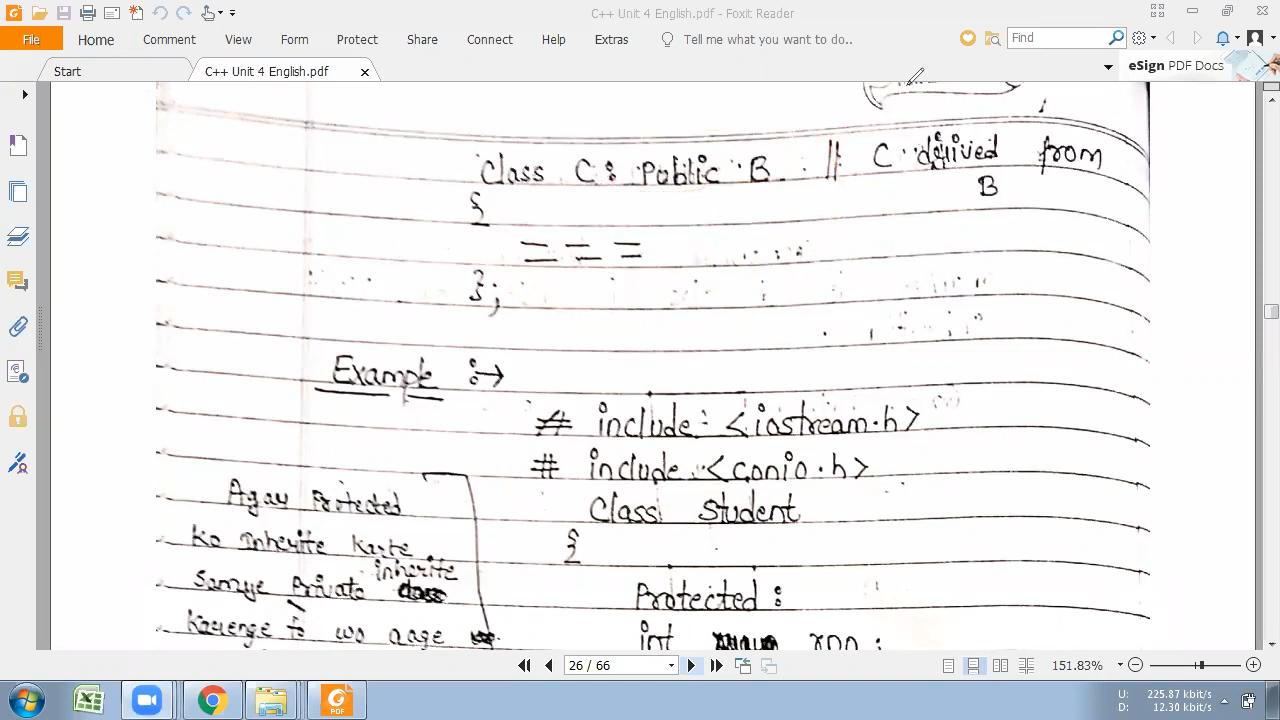 C++ Unit 4 English.pdf - Foxit Reader
File Home Comment View Form Protect Share Connect Help Extras Tell me what you want to do.. Find
Start C++ Unit 4 English.pdf eSign PDF Docs
Class C : Public B. // C derived from
B
{
= = =
};
Example :→
# include: <iostream.h>
# include <conio.h>
Class student
{
Protected :
int rno ;
Agar Protected
Ko Inherite Karte
Samye Private inherite
Karenge to wo aage
26 / 66 151.83%
PDF
U: 225.87 kbit/s
D: 12.30 kbit/s